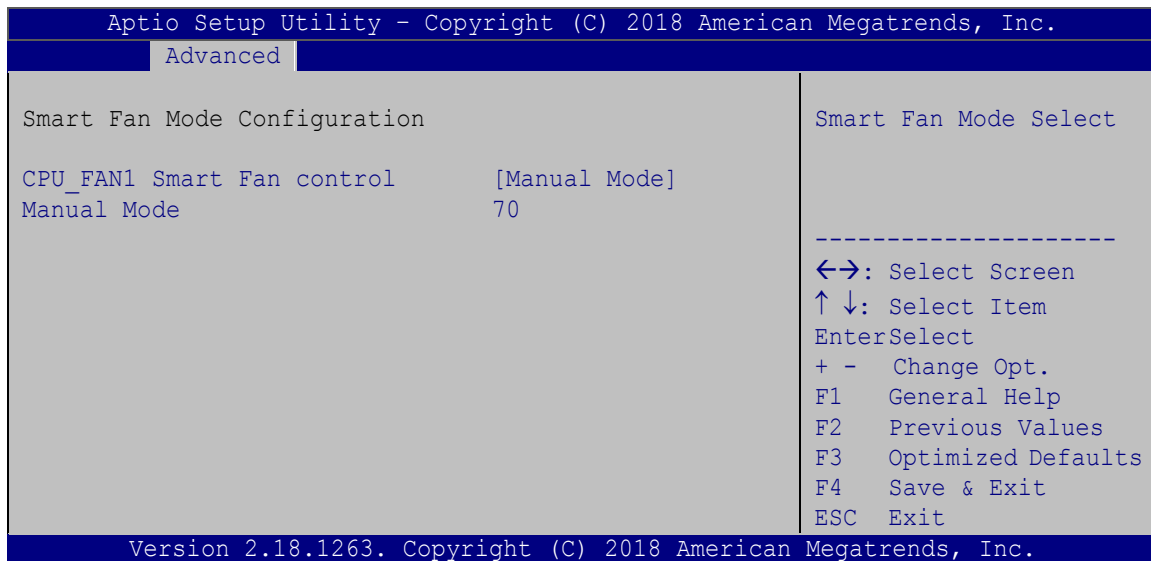 Aptio Setup Utility – Copyright (C) 2018 American Megatrends, Inc.
Advanced
Smart Fan Mode Configuration
CPU_FAN1 Smart Fan control [Manual Mode]
Manual Mode 70
Smart Fan Mode Select
----------------------
←→: Select Screen
↑ ↓: Select Item
EnterSelect
+ - Change Opt.
F1 General Help
F2 Previous Values
F3 Optimized Defaults
F4 Save & Exit
ESC Exit
Version 2.18.1263. Copyright (C) 2018 American Megatrends, Inc.